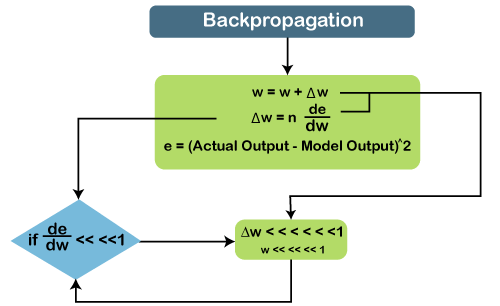 Backpropagation
w = w + Δw
Δw = n de/dw
e = (Actual Output - Model Output)^2
if de/dw << <<1
Δw < < < < < <1
w << << << 1